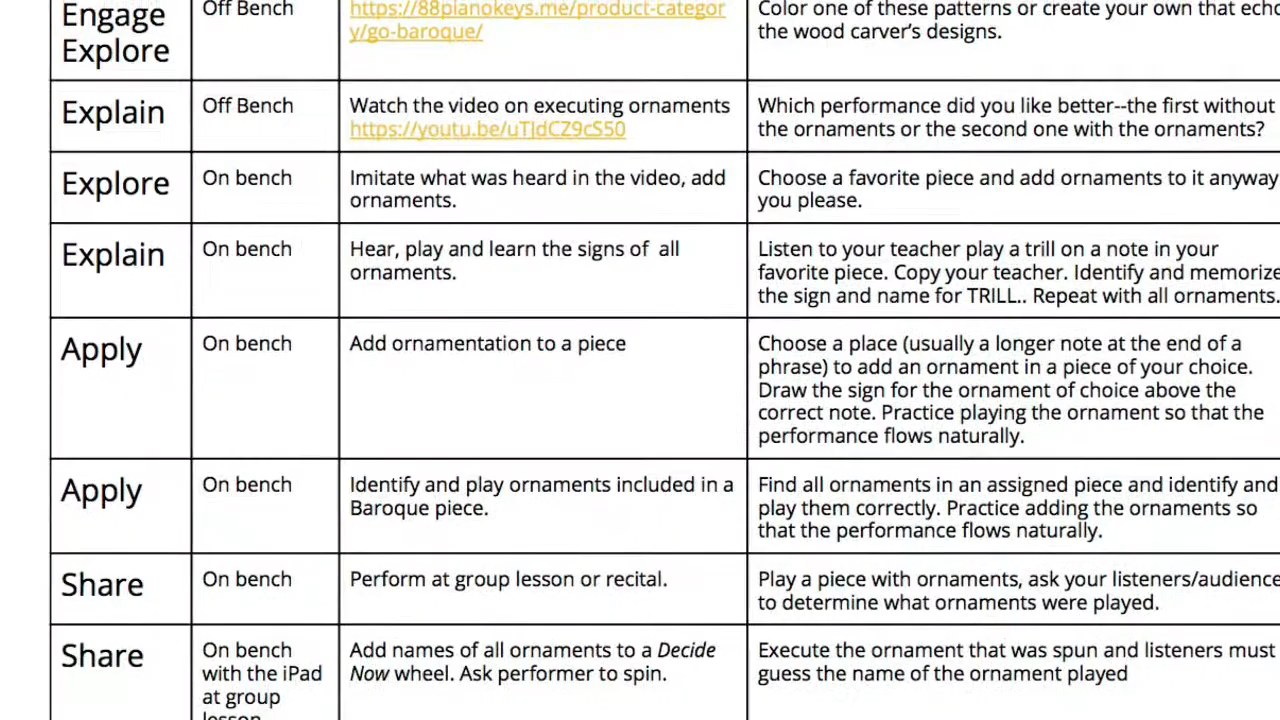 Engage
Explore
Off Bench
https://88pianokeys.me/product-categor
y/go-baroque/
Color one of these patterns or create your own that echo
the wood carver's designs.
Explain
Off Bench
Watch the video on executing ornaments
https://youtu.be/uTJdCZ9cS50
Which performance did you like better--the first without
the ornaments or the second one with the ornaments?
Explore
On bench
Imitate what was heard in the video, add
ornaments.
Choose a favorite piece and add ornaments to it anyway
you please.
Explain
On bench
Hear, play and learn the signs of  all
ornaments.
Listen to your teacher play a trill on a note in your
favorite piece. Copy your teacher. Identify and memorize
the sign and name for TRILL.. Repeat with all ornaments.
Apply
On bench
Add ornamentation to a piece
Choose a place (usually a longer note at the end of a
phrase) to add an ornament in a piece of your choice.
Draw the sign for the ornament of choice above the
correct note. Practice playing the ornament so that the
performance flows naturally.
Apply
On bench
Identify and play ornaments included in a
Baroque piece.
Find all ornaments in an assigned piece and identify and
play them correctly. Practice adding the ornaments so
that the performance flows naturally.
Share
On bench
Perform at group lesson or recital.
Play a piece with ornaments, ask your listeners/audience
to determine what ornaments were played.
Share
On bench
with the iPad
at group
lesson
Add names of all ornaments to a Decide
Now wheel. Ask performer to spin.
Execute the ornament that was spun and listeners must
guess the name of the ornament played